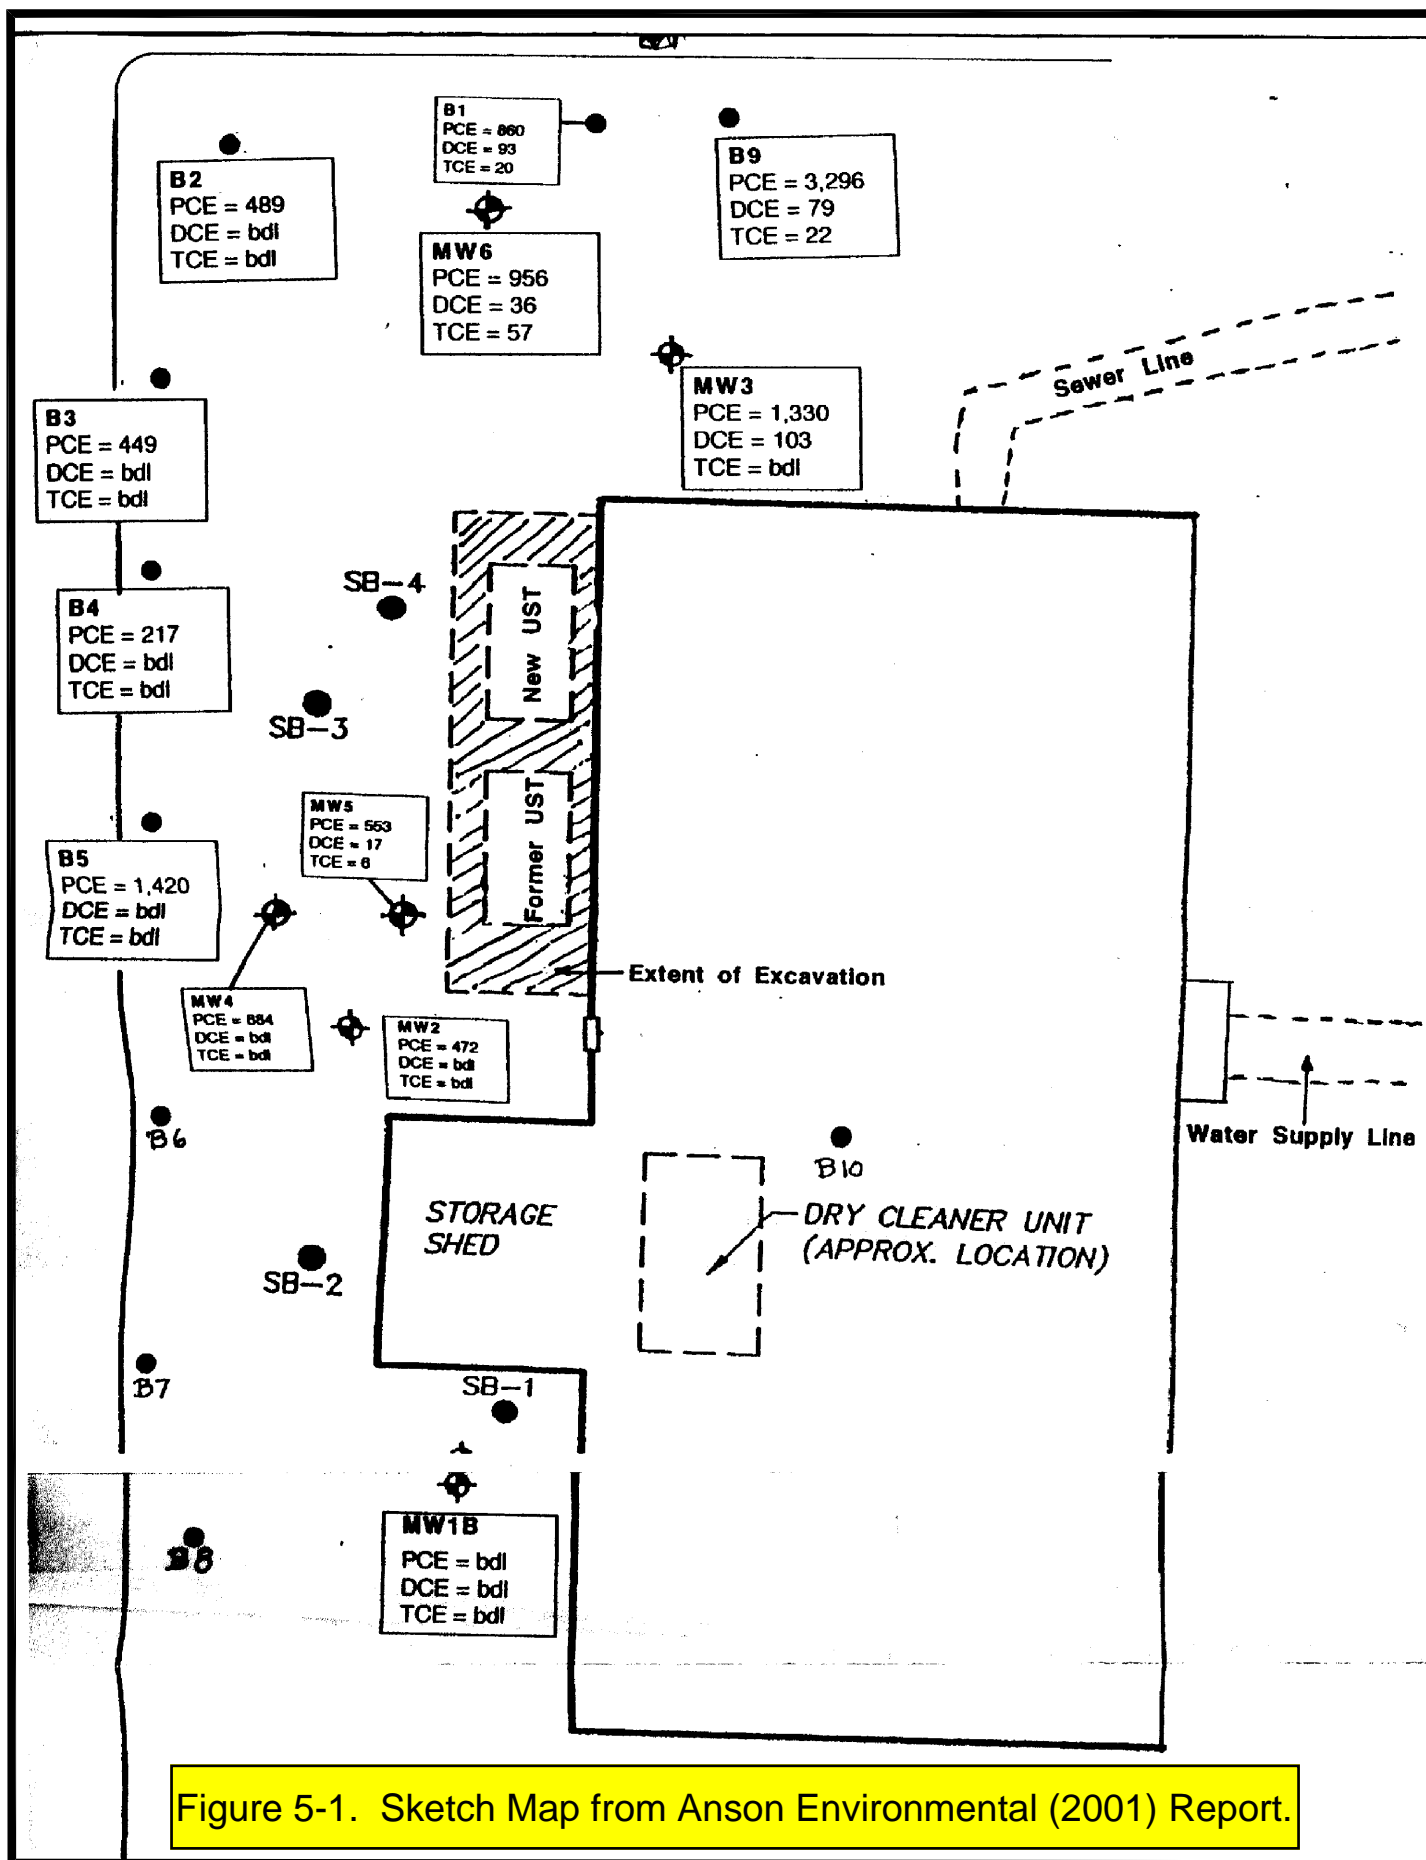 B1
PCE = 860
DCE = 93
TCE = 20
B9
PCE = 3,296
DCE = 79
TCE = 22
B2
PCE = 489
DCE = bdl
TCE = bdl
MW6
PCE = 956
DCE = 36
TCE = 57
Sewer Line
MW3
PCE = 1,330
DCE = 103
TCE = bdl
B3
PCE = 449
DCE = bdl
TCE = bdl
SB-4
New UST
B4
PCE = 217
DCE = bdl
TCE = bdl
SB-3
Former UST
MW5
PCE = 553
DCE = 17
TCE = 6
B5
PCE = 1,420
DCE = bdl
TCE = bdl
Extent of Excavation
MW4
PCE = 884
DCE = bdl
TCE = bdl
MW2
PCE = 472
DCE = bdl
TCE = bdl
B6
Water Supply Line
B10
STORAGE
SHED
DRY CLEANER UNIT
(APPROX. LOCATION)
SB-2
B7
SB-1
MW1B
PCE = bdl
DCE = bdl
TCE = bdl
B8
Figure 5-1. Sketch Map from Anson Environmental (2001) Report.